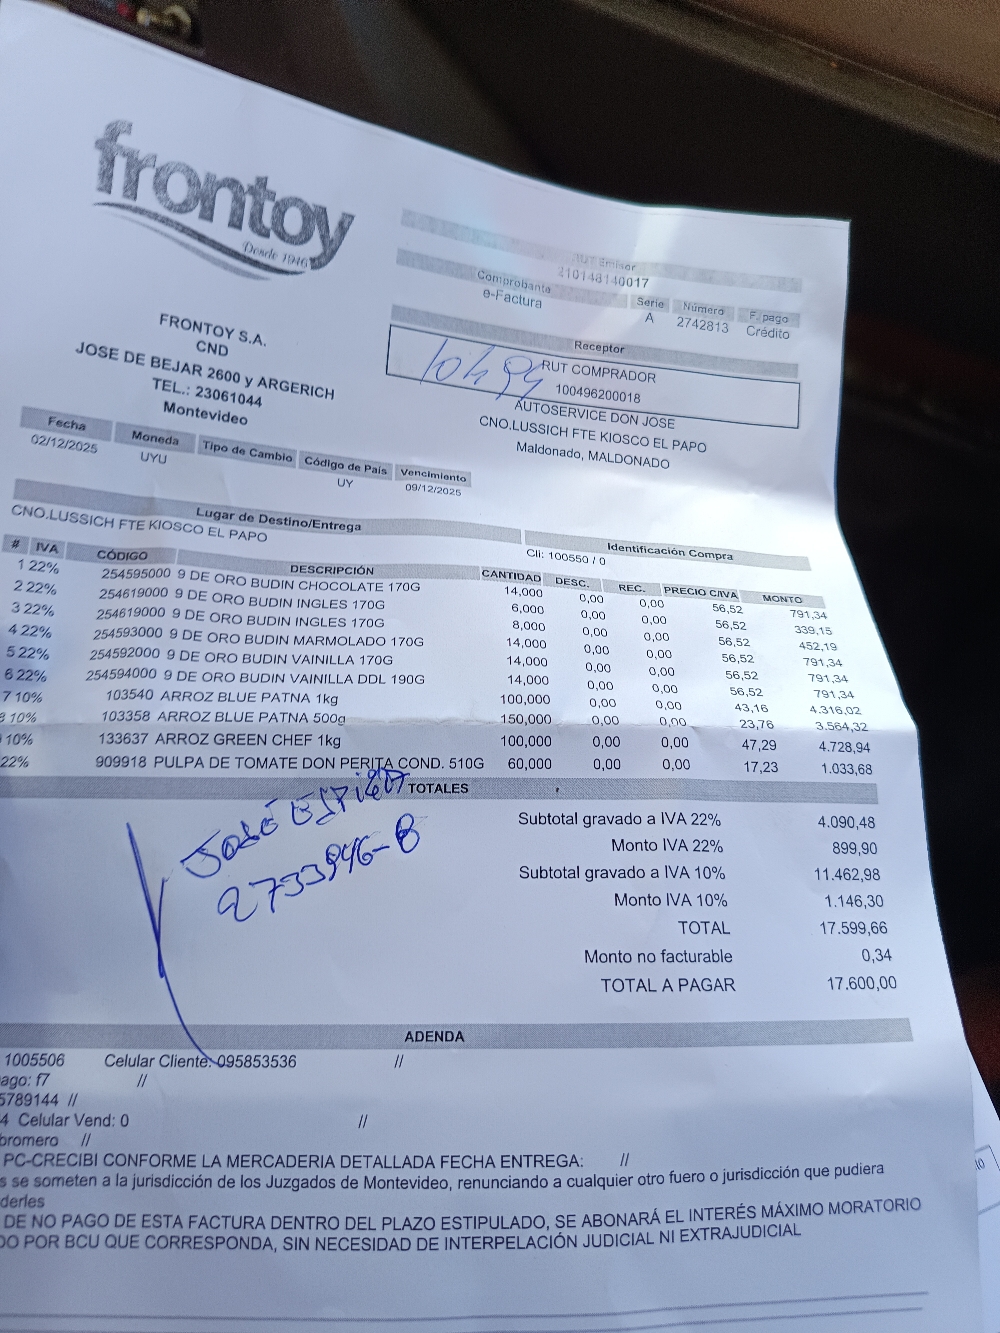 frontoy
Desde 1946
RUT Emisor
210148140017
Comprobante Serie Número F. pago
e-Factura A 2742813 Crédito
FRONTOY S.A.
CND
JOSE DE BEJAR 2600 y ARGERICH
TEL.: 23061044
Montevideo
Receptor
RUT COMPRADOR
100496200018
AUTOSERVICE DON JOSE
CNO.LUSSICH FTE KIOSCO EL PAPO
Maldonado, MALDONADO
Fecha Moneda Tipo de Cambio Código de País Vencimiento
02/12/2025 UYU UY 09/12/2025
Lugar de Destino/Entrega Identificación Compra
CNO.LUSSICH FTE KIOSCO EL PAPO Cli: 100550 / 0
# IVA CÓDIGO DESCRIPCIÓN CANTIDAD DESC. REC. PRECIO C/IVA MONTO
1 22% 254595000 9 DE ORO BUDIN CHOCOLATE 170G 14,000 0,00 0,00 56,52 791,34
2 22% 254619000 9 DE ORO BUDIN INGLES 170G 6,000 0,00 0,00 56,52 339,15
3 22% 254619000 9 DE ORO BUDIN INGLES 170G 8,000 0,00 0,00 56,52 452,19
4 22% 254593000 9 DE ORO BUDIN MARMOLADO 170G 14,000 0,00 0,00 56,52 791,34
5 22% 254592000 9 DE ORO BUDIN VAINILLA 170G 14,000 0,00 0,00 56,52 791,34
6 22% 254594000 9 DE ORO BUDIN VAINILLA DDL 190G 14,000 0,00 0,00 56,52 791,34
7 10% 103540 ARROZ BLUE PATNA 1kg 100,000 0,00 0,00 43,16 4.316,02
8 10% 103358 ARROZ BLUE PATNA 500g 150,000 0,00 0,00 23,76 3.564,32
10% 133637 ARROZ GREEN CHEF 1kg 100,000 0,00 0,00 47,29 4.728,94
22% 909918 PULPA DE TOMATE DON PERITA COND. 510G 60,000 0,00 0,00 17,23 1.033,68
TOTALES
JOSÉ
2733946-8
Subtotal gravado a IVA 22% 4.090,48
Monto IVA 22% 899,90
Subtotal gravado a IVA 10% 11.462,98
Monto IVA 10% 1.146,30
TOTAL 17.599,66
Monto no facturable 0,34
TOTAL A PAGAR 17.600,00
ADENDA
1005506 Celular Cliente: 095853536 //
ago: f7 //
5789144 //
4 Celular Vend: 0 //
bromero //
PC-CRECIBI CONFORME LA MERCADERIA DETALLADA FECHA ENTREGA: //
s se someten a la jurisdicción de los Juzgados de Montevideo, renunciando a cualquier otro fuero o jurisdicción que pudiera
derles
DE NO PAGO DE ESTA FACTURA DENTRO DEL PLAZO ESTIPULADO, SE ABONARÁ EL INTERÉS MÁXIMO MORATORIO
DO POR BCU QUE CORRESPONDA, SIN NECESIDAD DE INTERPELACIÓN JUDICIAL NI EXTRAJUDICIAL